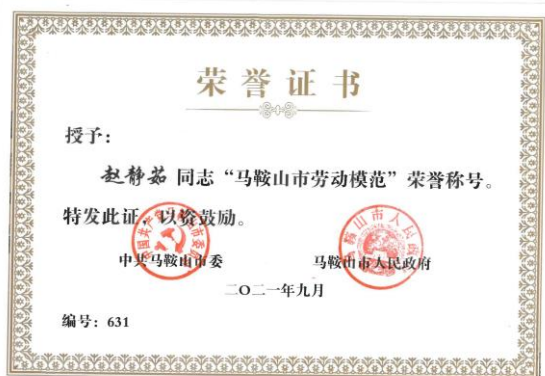 荣誉证书
授予：
赵静茹 同志“马鞍山市劳动模范”荣誉称号。
特发此证，以资鼓励。
中共马鞍山市委 马鞍山市人民政府
二〇二一年九月
编号：631